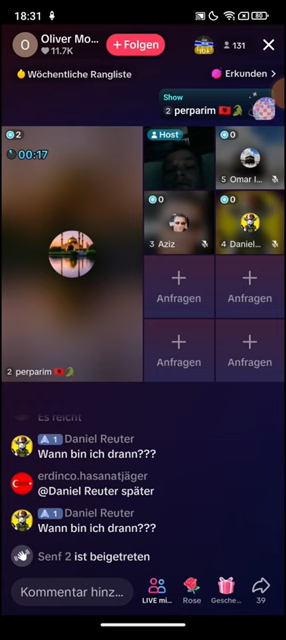 18:31
60
Oliver Mo...
11.7K
+ Folgen
131
Wöchentliche Rangliste
Erkunden >
Show
2 perparim 🇦🇱🐊
2
00:17
Host
0
5 Omar I...
0
3 Aziz
0
4 Daniel...
Anfragen
Anfragen
Anfragen
Anfragen
2 perparim 🇦🇱🐊
Es reicht
1 Daniel Reuter
Wann bin ich drann???
erdinco.hasanatjäger
@Daniel Reuter später
1 Daniel Reuter
Wann bin ich drann???
Senf 2 ist beigetreten
Kommentar hinz...
LIVE mi...
Rose
Gesche...
39